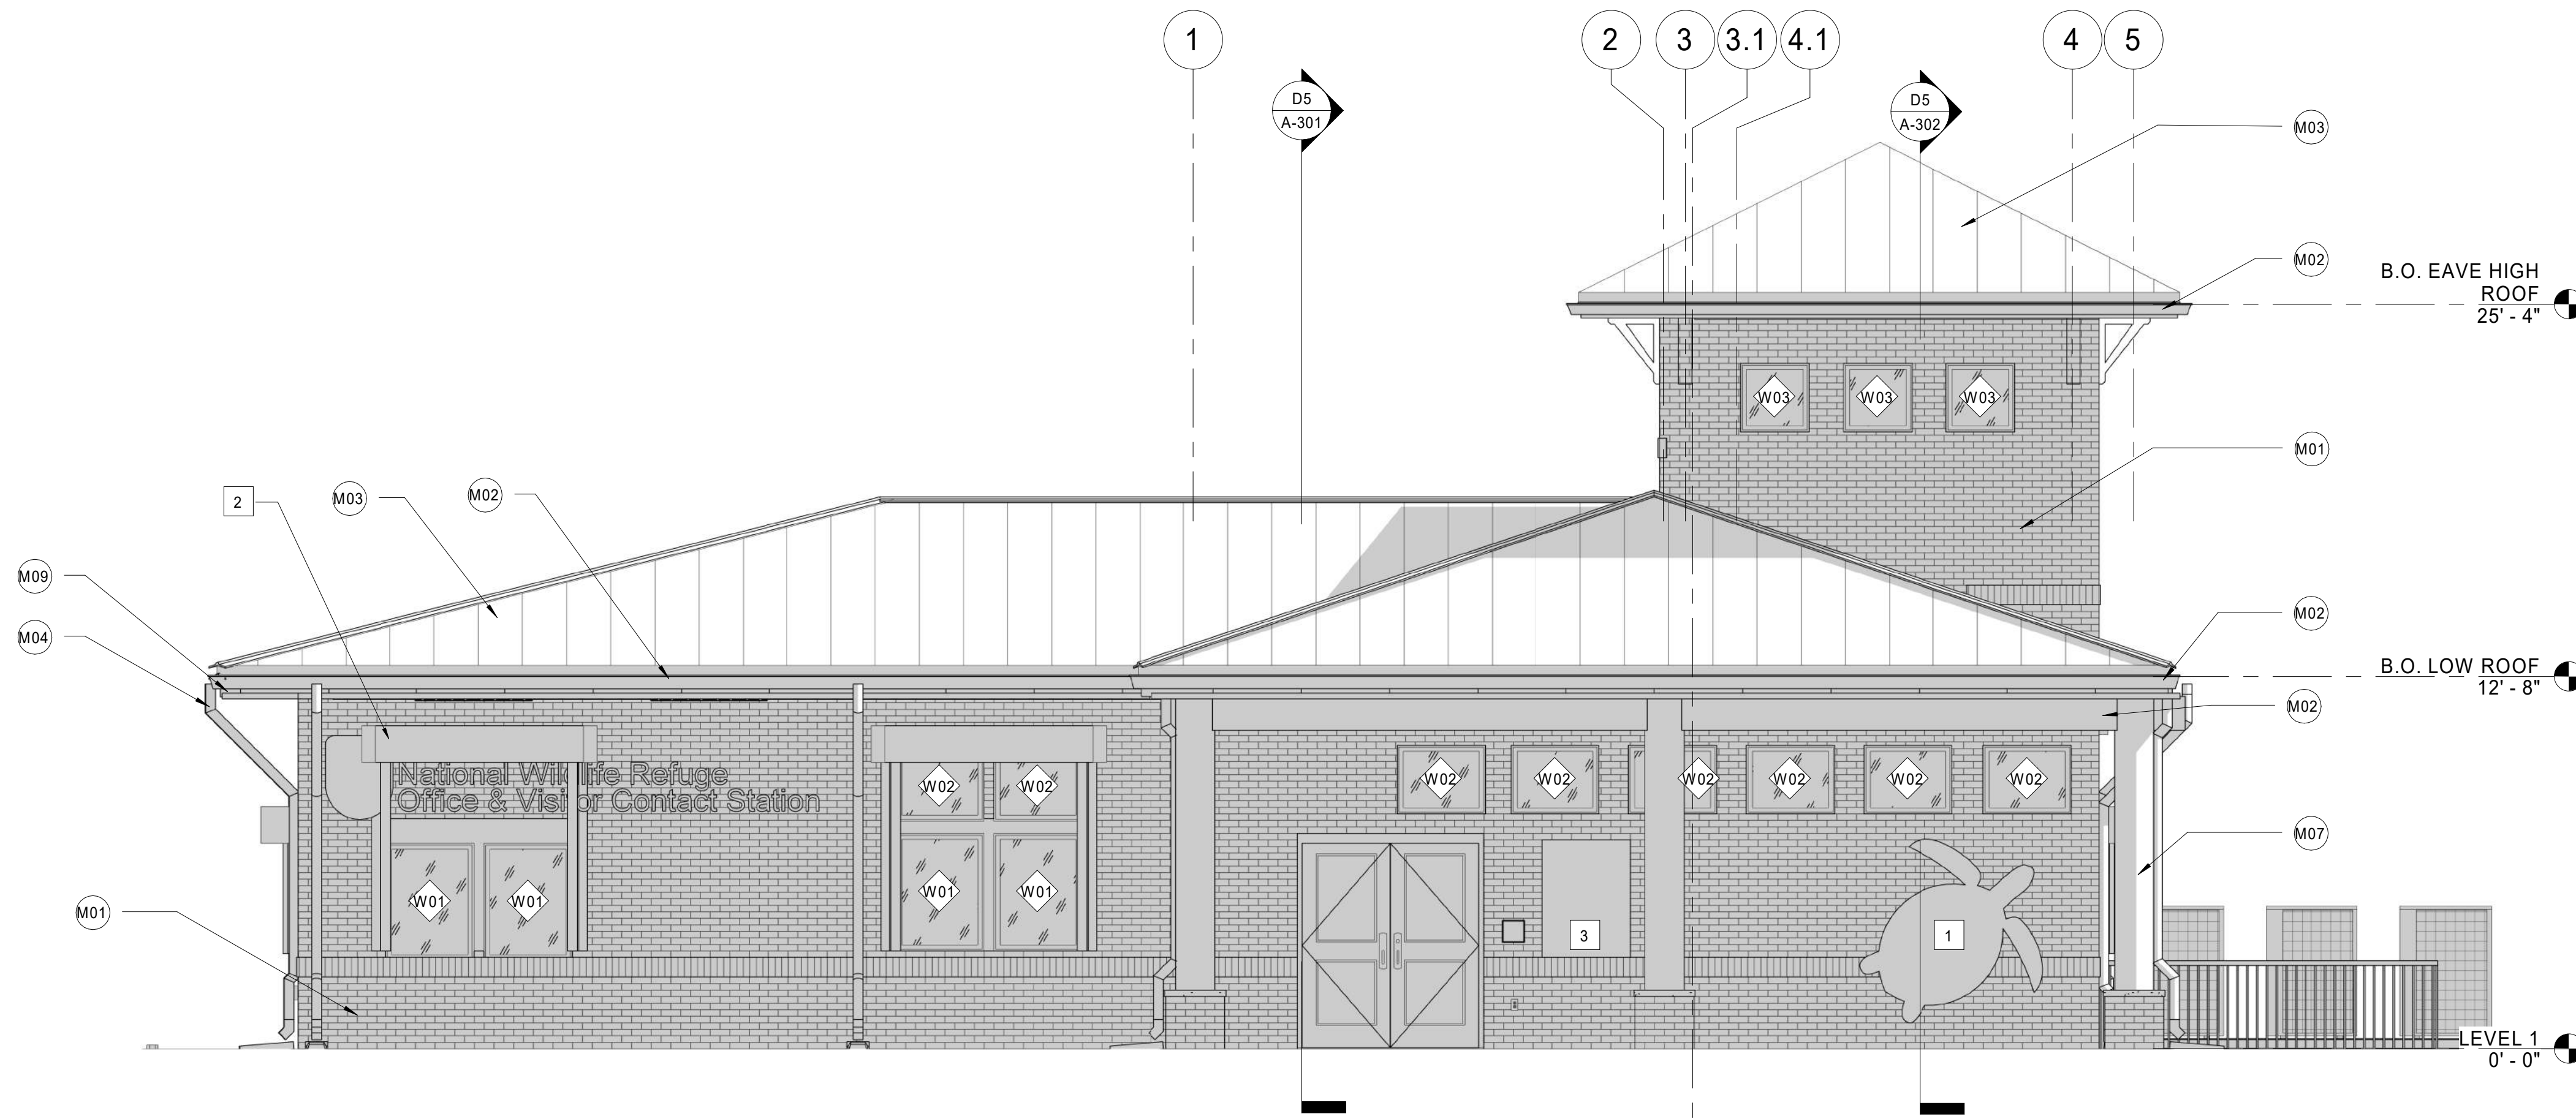 1
2
3
3.1
4.1
4
5
D5
A-301
D5
A-302
M03
M02
B.O. EAVE HIGH
ROOF
25' - 4"
W03
W03
W03
M01
2
M03
M02
M09
M04
M02
B.O. LOW ROOF
12' - 8"
M02
National Wildlife Refuge
Office & Visitor Contact Station
W02
W02
W02
W02
W02
W02
W02
W02
M07
W01
W01
W01
W01
M01
3
1
LEVEL 1
0' - 0"